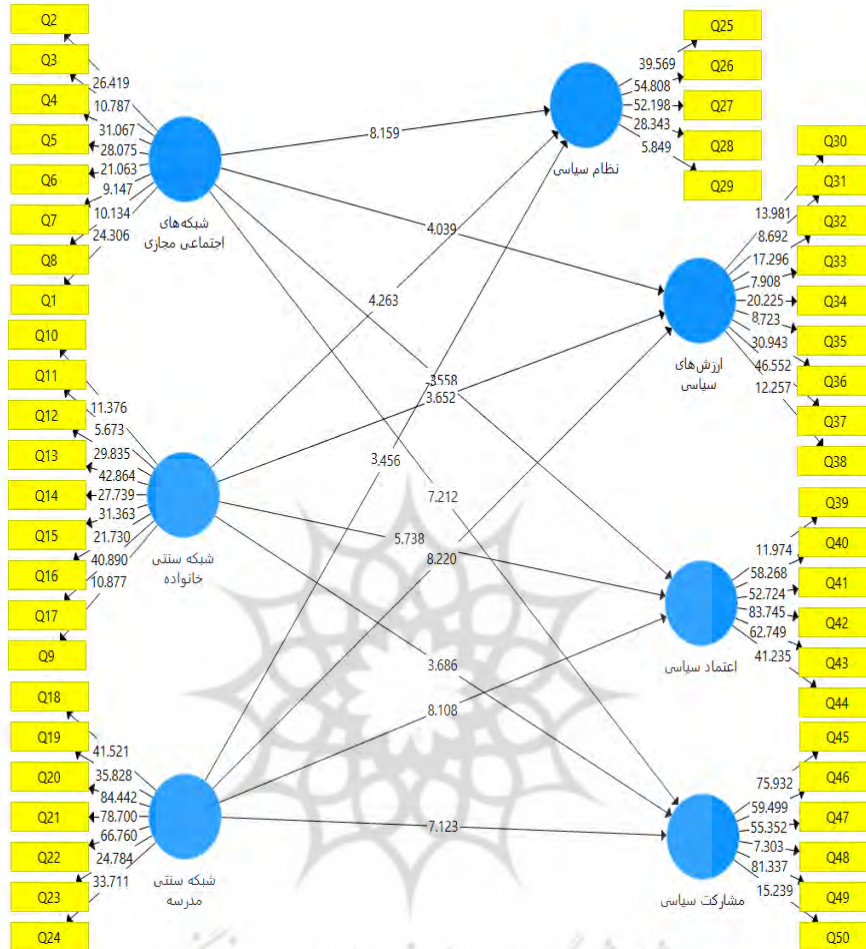 Q2
Q3
Q4
Q5
Q6
Q7
Q8
Q1
26.419
10.787
31.067
28.075
21.063
9.147
10.134
24.306
شبکه‌های
اجتماعی مجازی
Q10
Q11
Q12
Q13
Q14
Q15
Q16
Q17
Q9
11.376
5.673
29.835
42.864
27.739
31.363
21.730
40.890
10.877
شبکه سنتی
خانواده
Q18
Q19
Q20
Q21
Q22
Q23
Q24
41.521
35.828
84.442
78.700
66.760
24.784
33.711
شبکه سنتی
مدرسه
8.159
4.039
4.263
3.652
3.456
7.212
5.738
8.220
3.686
8.108
7.123
Q25
Q26
Q27
Q28
Q29
39.569
54.808
52.198
28.343
5.849
نظام سیاسی
Q30
Q31
Q32
Q33
Q34
Q35
Q36
Q37
Q38
13.981
8.692
17.296
7.908
20.225
8.723
30.943
46.552
12.257
ارزش‌های
سیاسی
Q39
Q40
Q41
Q42
Q43
Q44
11.974
58.268
52.724
83.745
62.749
41.235
اعتماد سیاسی
Q45
Q46
Q47
Q48
Q49
Q50
75.932
59.499
55.352
7.303
81.337
15.239
مشارکت سیاسی